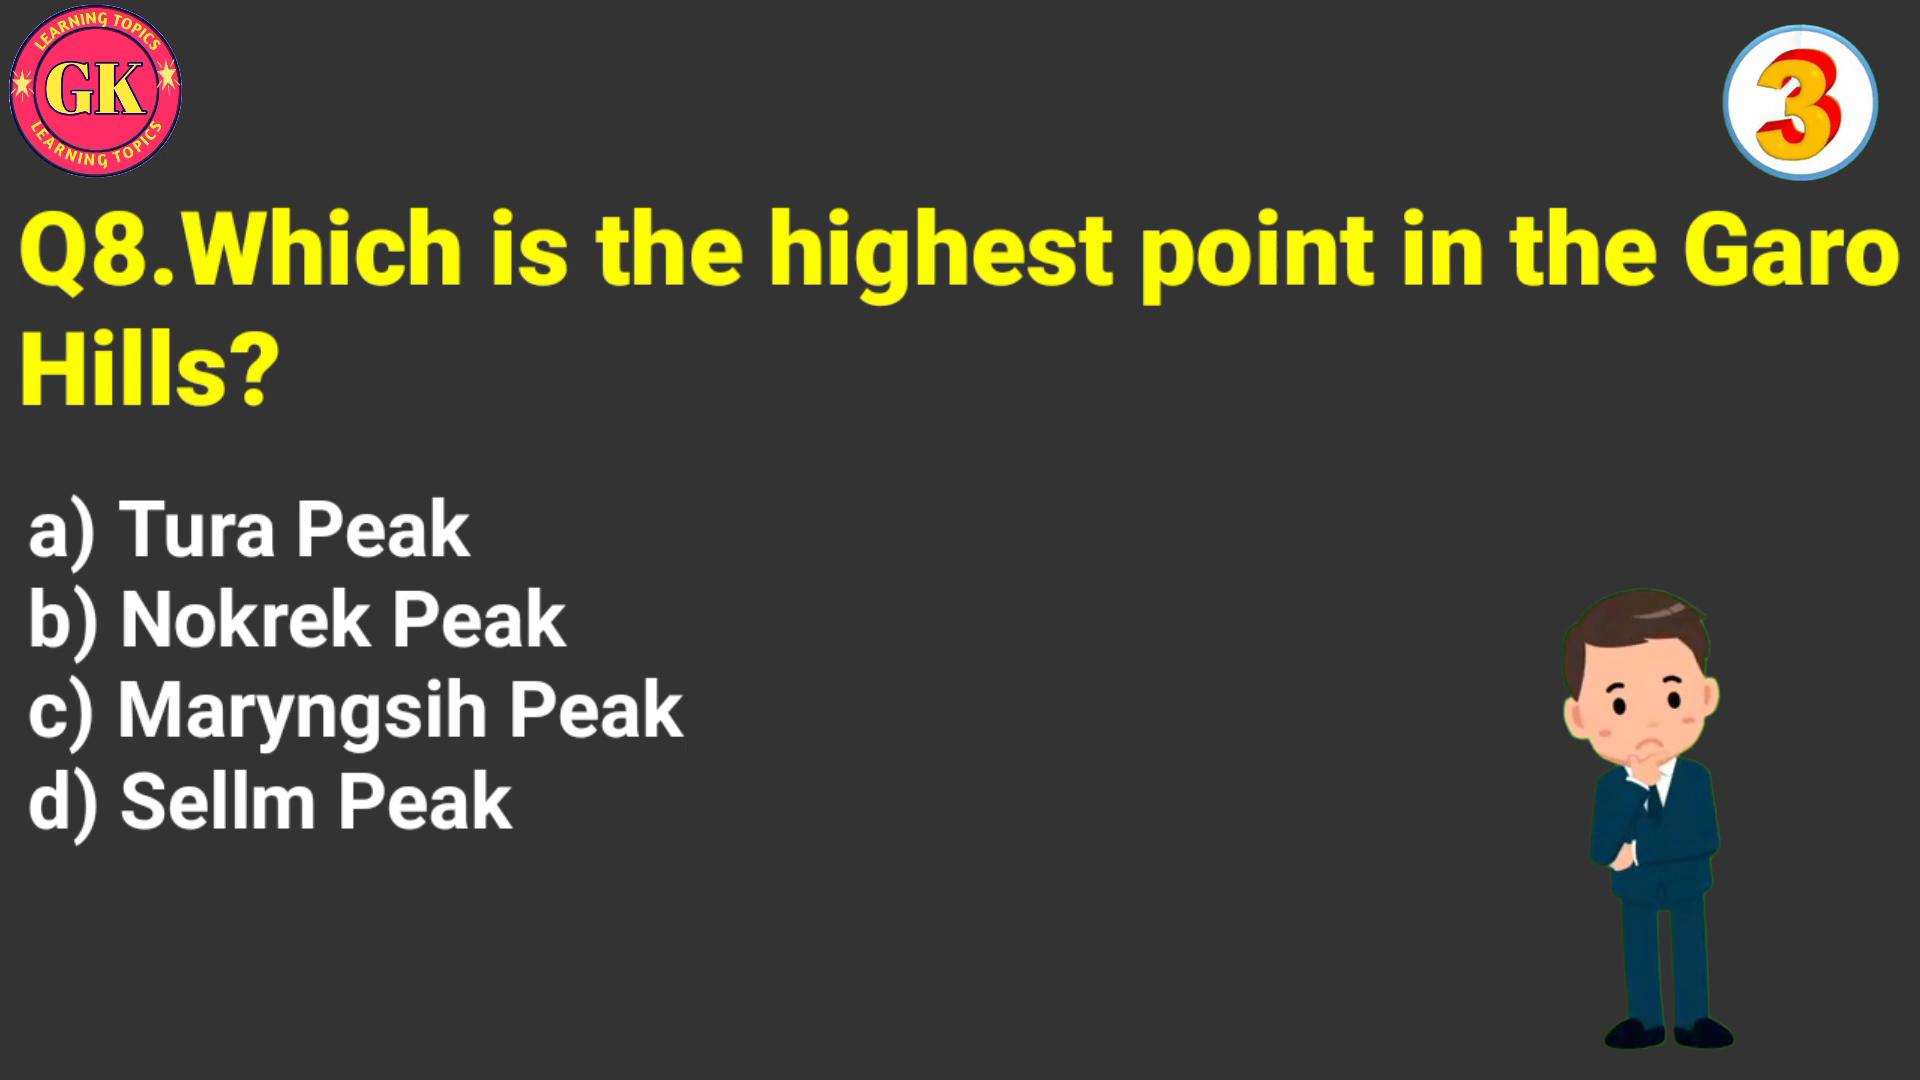 LEARNING TOPICS
GK
LEARNING TOPICS
3
Q8.Which is the highest point in the Garo
Hills?
a) Tura Peak
b) Nokrek Peak
c) Maryngsih Peak
d) Sellm Peak